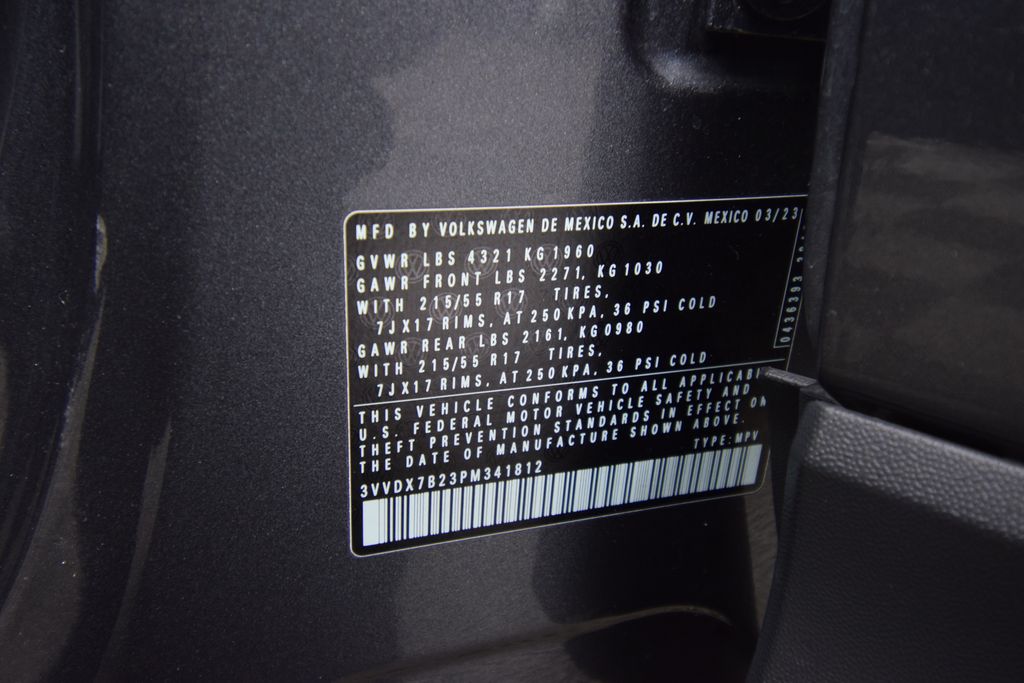 MFD BY VOLKSWAGEN DE MEXICO S.A. DE C.V. MEXICO 03/23
GVWR LBS 4321 KG1960
GAWR FRONT LBS 2271, KG1030
WITH 215/55 R17 TIRES,
7JX17 RIMS, AT 250KPA, 36 PSI COLD
GAWR REAR LBS 2161, KG0980
WITH 215/55 R17 TIRES,
7JX17 RIMS, AT 250KPA, 36 PSI COLD
THIS VEHICLE CONFORMS TO ALL APPLICABL
U.S. FEDERAL MOTOR VEHICLE SAFETY AND
THEFT PREVENTION STANDARDS IN EFFECT ON
THE DATE OF MANUFACTURE SHOWN ABOVE.
TYPE: MPV
3VVDX7B23PM341812
0436393